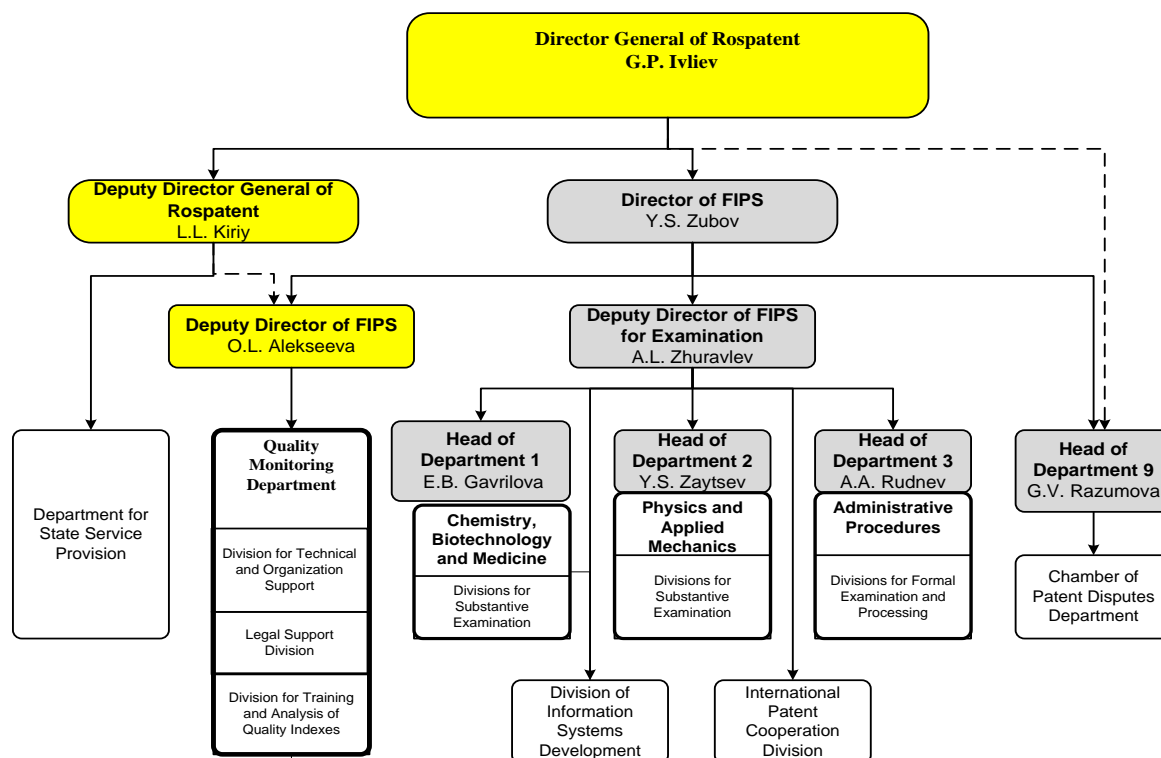 Director General of Rospatent
G.P. Ivliev
Deputy Director General of
Rospatent
L.L. Kiriy
Director of FIPS
Y.S. Zubov
Deputy Director of FIPS
O.L. Alekseeva
Deputy Director of FIPS
for Examination
A.L. Zhuravlev
Department for
State Service
Provision
Quality
Monitoring
Department
Division for Technical
and Organization
Support
Legal Support
Division
Division for Training
and Analysis of
Quality Indexes
Head of
Department 1
E.B. Gavrilova
Chemistry,
Biotechnology
and Medicine
Divisions for
Substantive
Examination
Head of
Department 2
Y.S. Zaytsev
Physics and
Applied
Mechanics
Divisions for
Substantive
Examination
Head of
Department 3
A.A. Rudnev
Administrative
Procedures
Divisions for Formal
Examination and
Processing
Head of
Department 9
G.V. Razumova
Chamber of
Patent Disputes
Department
Division of
Information
Systems
Development
International
Patent
Cooperation
Division